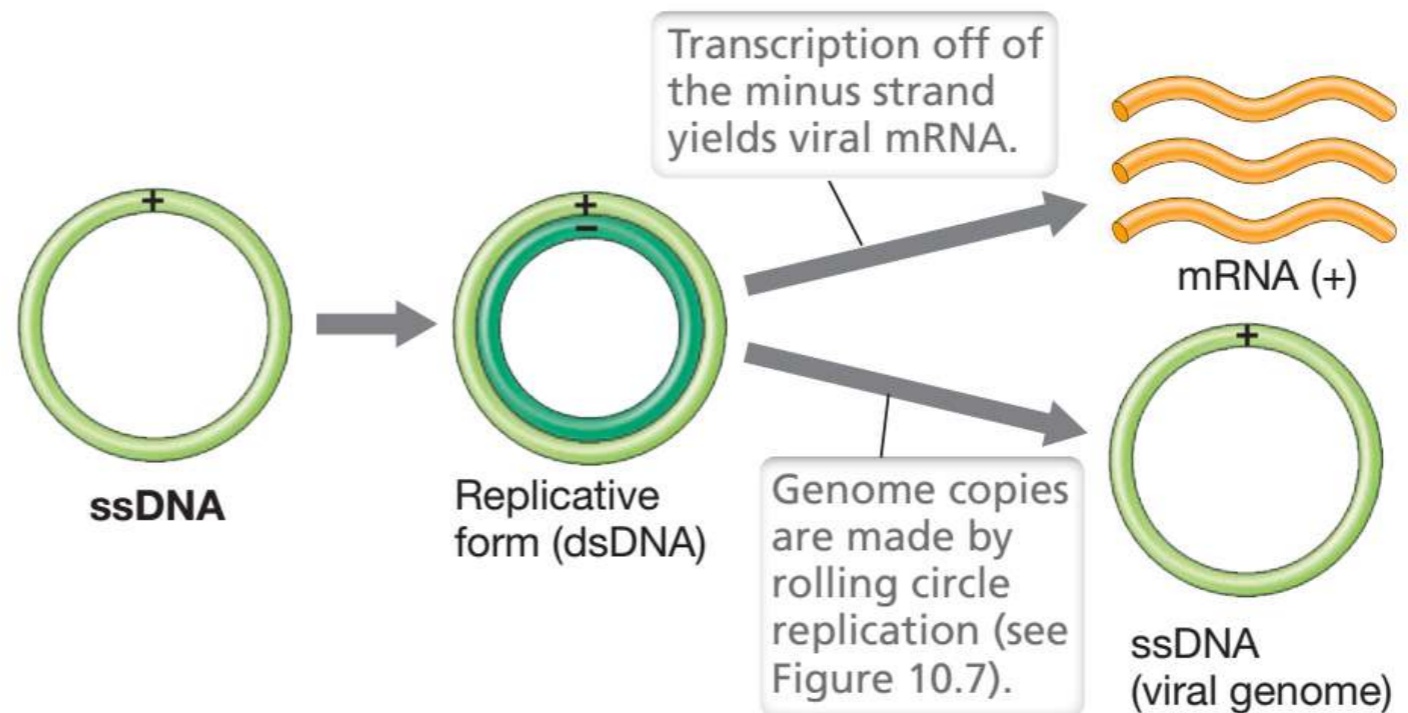 Transcription off of
the minus strand
yields viral mRNA.
+
+
−
mRNA (+)
+
ssDNA
Replicative
form (dsDNA)
Genome copies
are made by
rolling circle
replication (see
Figure 10.7).
ssDNA
(viral genome)